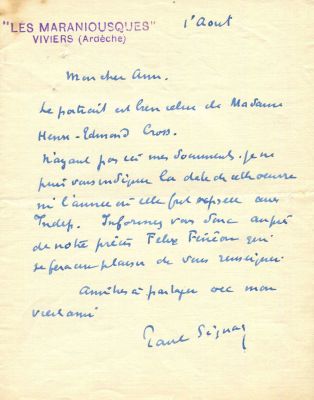 "LES MARANIOUSQUES"
VIVIERS (Ardèche)
1er Aout
Mon cher Ami.
Le portrait est bien celui de Madame
Henri-Edmond Cross.
N'ayant pas ici mes documents. je ne
puis vous indiquer la date de cette oeuvre
ni l'année où elle fut exposée aux
Indep. Informez vous donc auprès
de notre précis Felix Fénéon qui
se fera un plaisir de vous renseigner
Amitiés à partager avec mon
vieil ami
Paul Signac